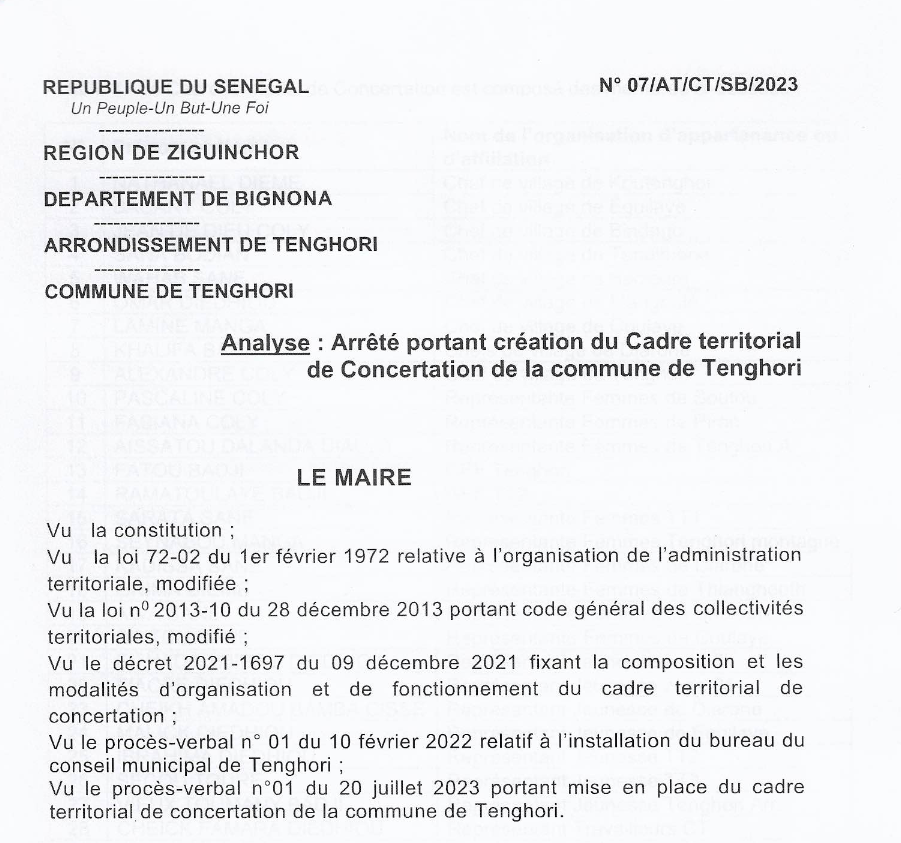 REPUBLIQUE DU SENEGAL
N° 07/AT/CT/SB/2023
Un Peuple-Un But-Une Foi
---------------
REGION DE ZIGUINCHOR
---------------
DEPARTEMENT DE BIGNONA
---------------
ARRONDISSEMENT DE TENGHORI
---------------
COMMUNE DE TENGHORI
Analyse : Arrêté portant création du Cadre territorial
de Concertation de la commune de Tenghori
LE MAIRE
Vu la constitution ;
Vu la loi 72-02 du 1er février 1972 relative à l'organisation de l'administration
territoriale, modifiée ;
Vu la loi n⁰ 2013-10 du 28 décembre 2013 portant code général des collectivités
territoriales, modifié ;
Vu le décret 2021-1697 du 09 décembre 2021 fixant la composition et les
modalités d'organisation et de fonctionnement du cadre territorial de
concertation ;
Vu le procès-verbal n° 01 du 10 février 2022 relatif à l'installation du bureau du
conseil municipal de Tenghori ;
Vu le procès-verbal n°01 du 20 juillet 2023 portant mise en place du cadre
territorial de concertation de la commune de Tenghori.